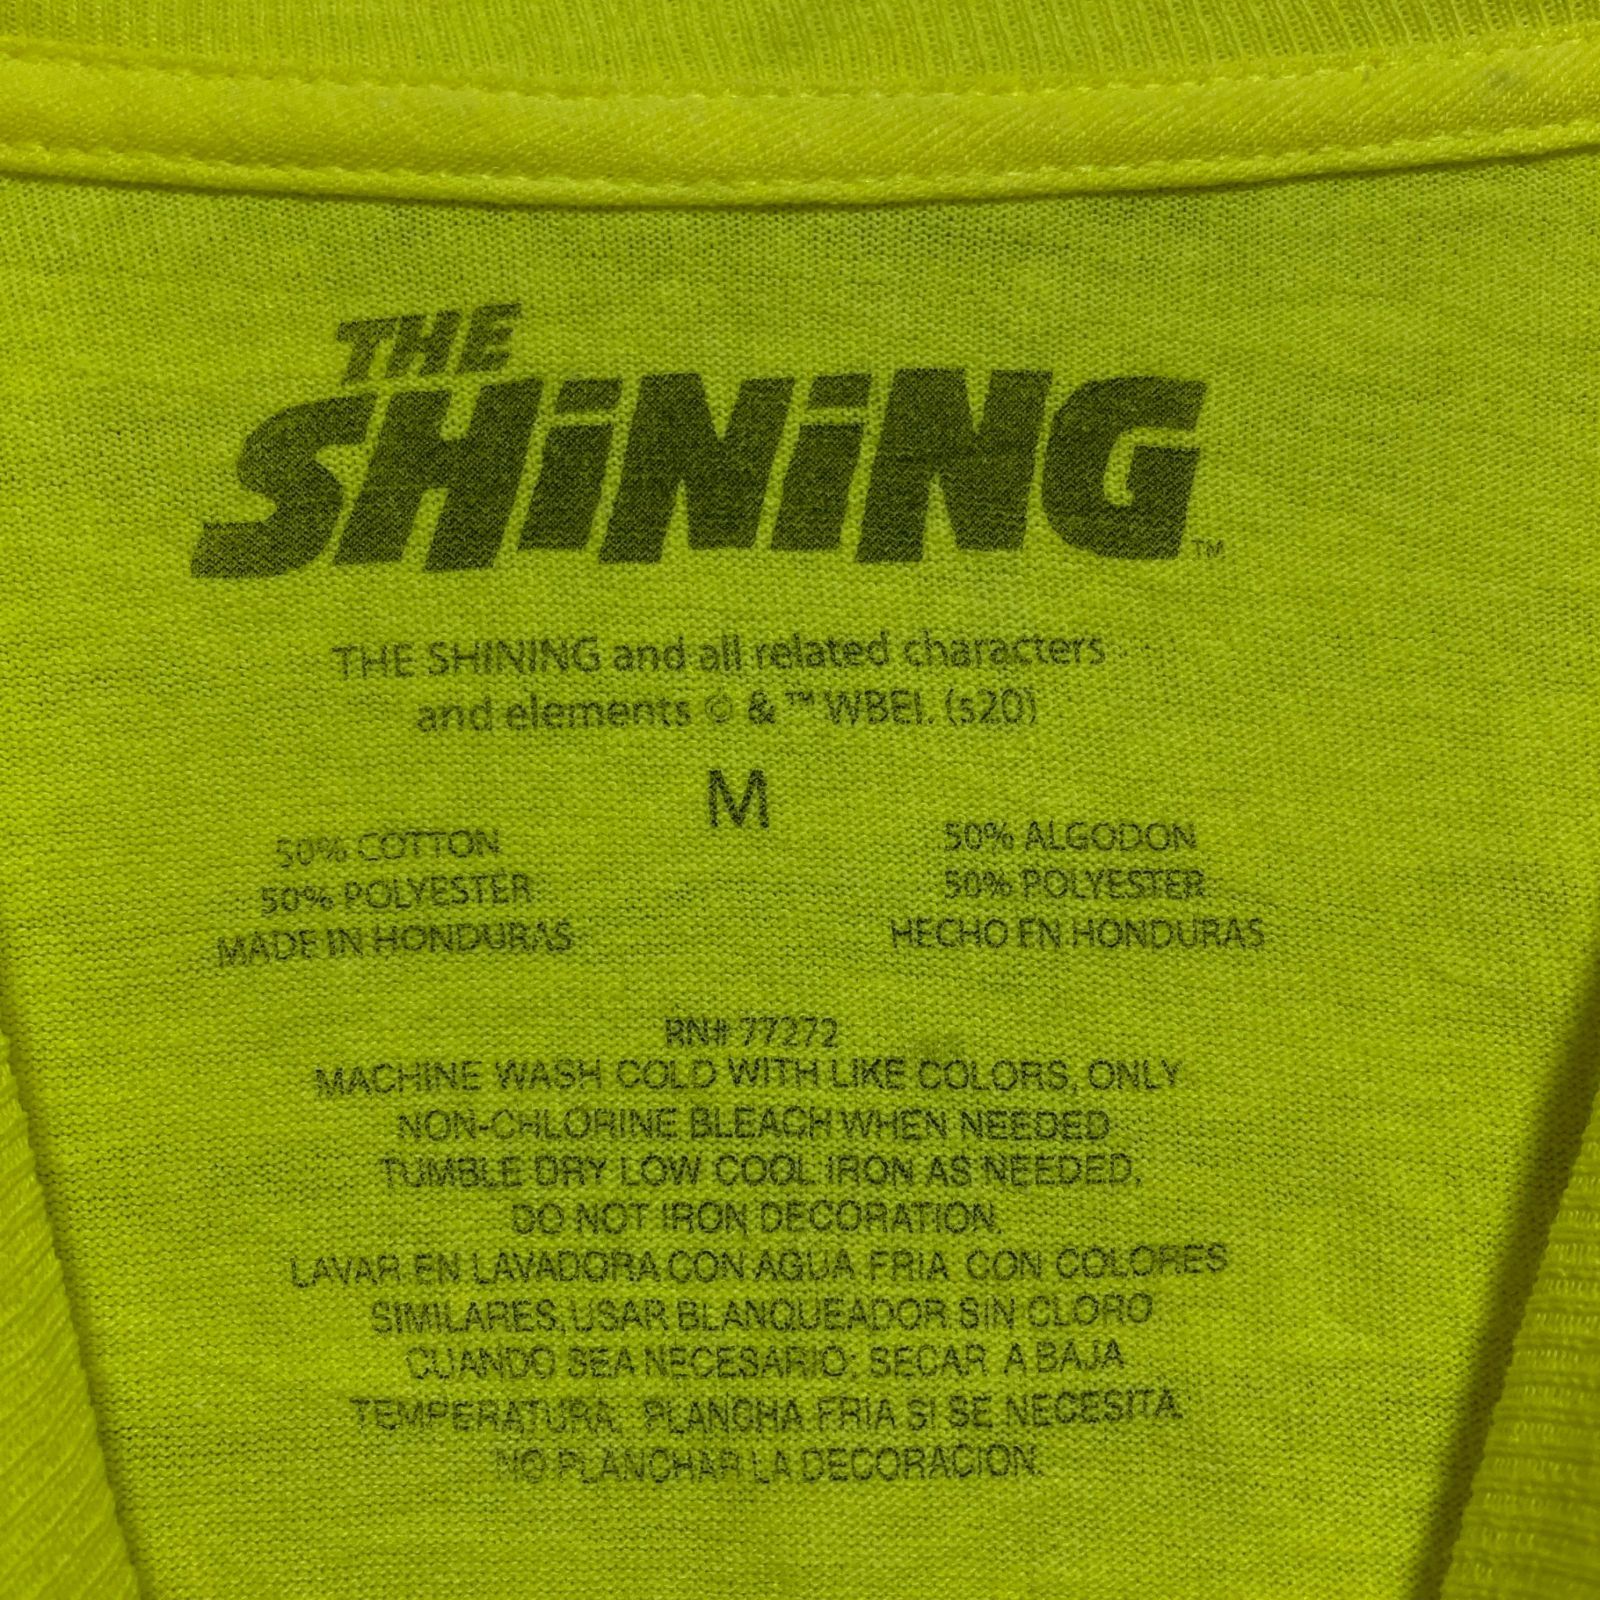 THE
SHiNiNG™
THE SHINING and all related characters
and elements © & ™ WBEI. (s20)
M
50% COTTON
50% POLYESTER
MADE IN HONDURAS
50% ALGODON
50% POLYESTER
HECHO EN HONDURAS
RN# 77272
MACHINE WASH COLD WITH LIKE COLORS, ONLY
NON-CHLORINE BLEACH WHEN NEEDED
TUMBLE DRY LOW COOL IRON AS NEEDED,
DO NOT IRON DECORATION.
LAVAR EN LAVADORA CON AGUA FRIA CON COLORES
SIMILARES, USAR BLANQUEADOR SIN CLORO
CUANDO SEA NECESARIO; SECAR A BAJA
TEMPERATURA. PLANCHA FRIA SI SE NECESITA.
NO PLANCHAR LA DECORACION.